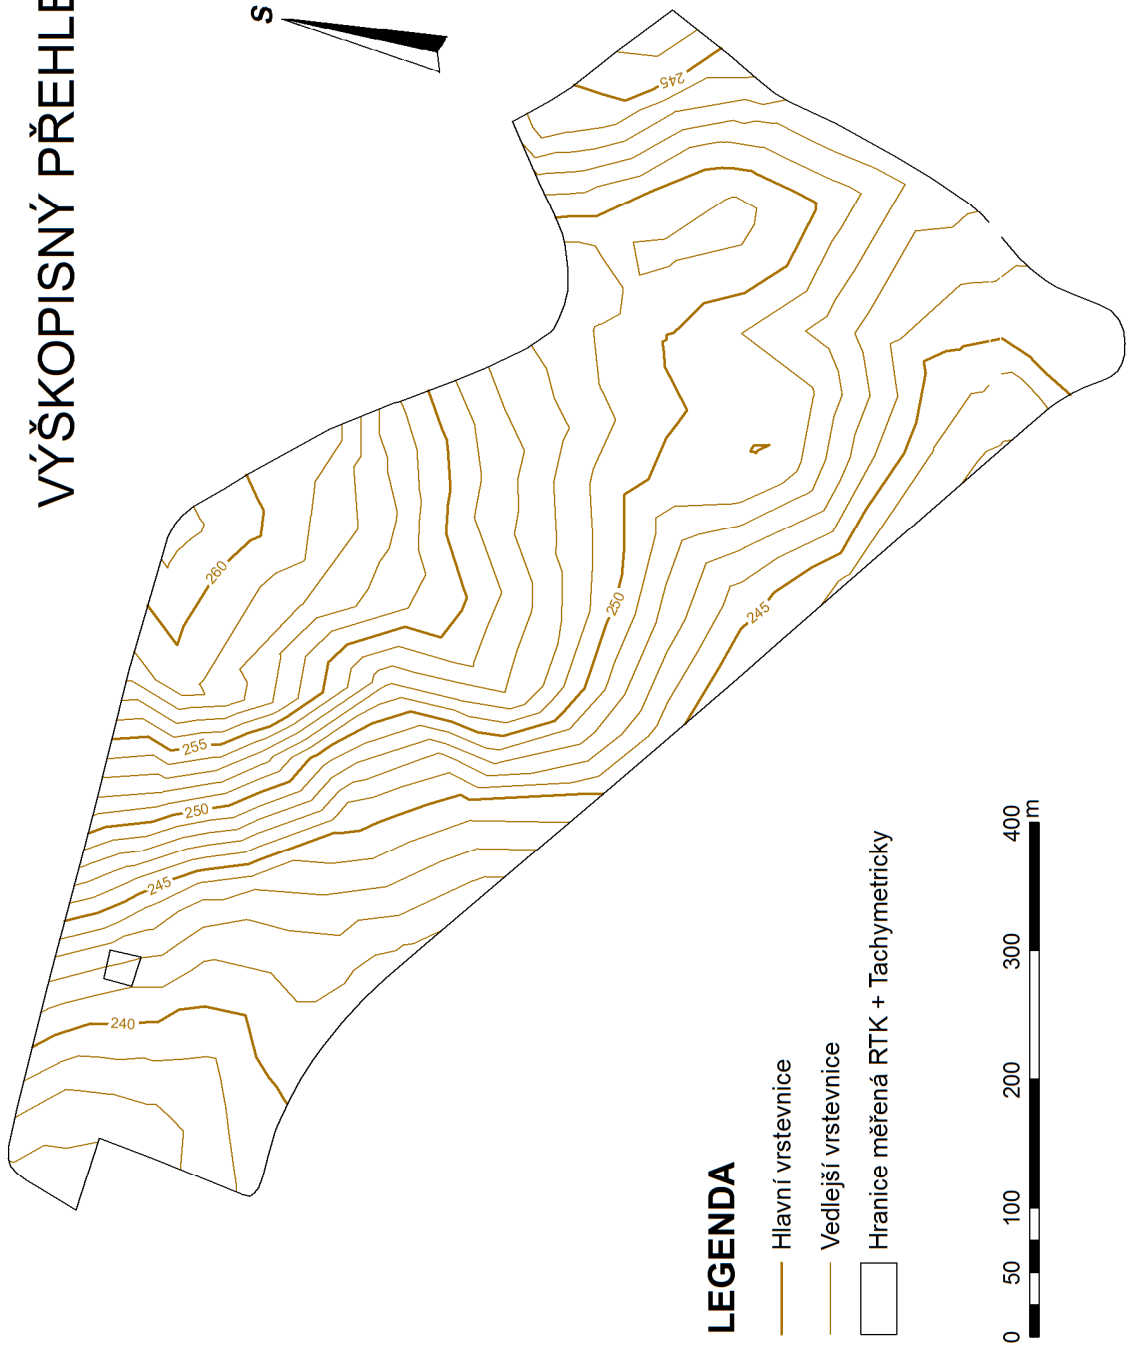 VÝŠKOPISNÝ PŘEHLE
S
260
255
250
245
240
250
245
245
LEGENDA
Hlavní vrstevnice
Vedlejší vrstevnice
Hranice měřená RTK + Tachymetricky
0 50 100 200 300 400
m